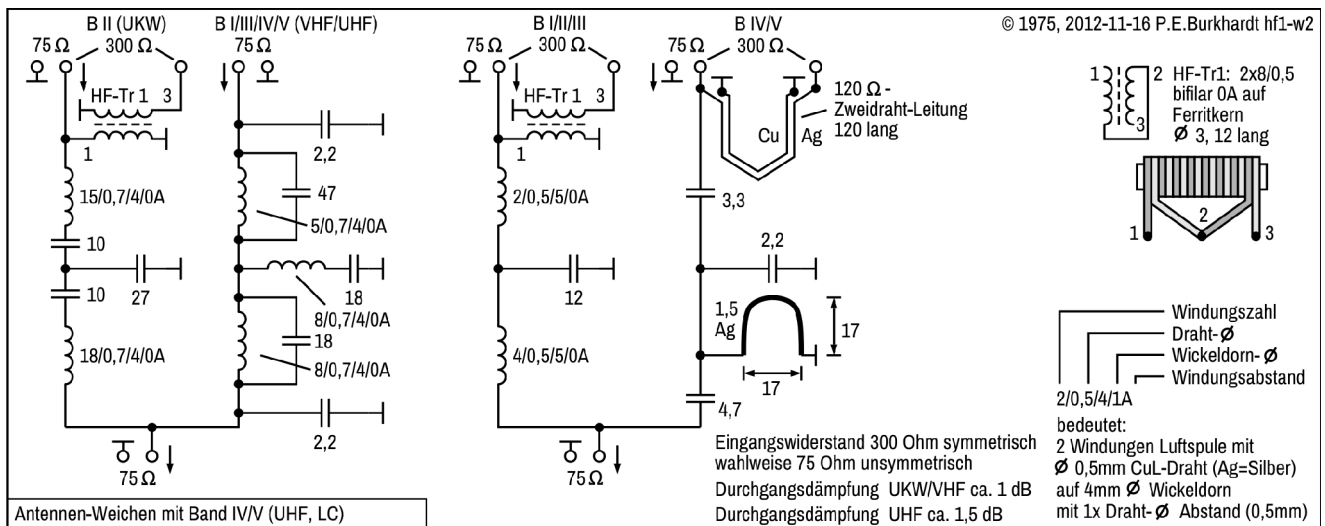 B II (UKW)
75 Ω
300 Ω
HF-Tr 1
3
1
15/0,7/4/0A
10
27
10
18/0,7/4/0A
B I/III/IV/V (VHF/UHF)
75 Ω
2,2
47
5/0,7/4/0A
18
8/0,7/4/0A
18
8/0,7/4/0A
2,2
75 Ω
Antennen-Weichen mit Band IV/V (UHF, LC)
B I/II/III
75 Ω
300 Ω
HF-Tr 1
3
1
2/0,5/5/0A
12
4/0,5/5/0A
75 Ω
B IV/V
75 Ω
300 Ω
Cu
Ag
120 Ω -
Zweidraht-Leitung
120 lang
3,3
2,2
1,5
Ag
17
17
4,7
Eingangswiderstand 300 Ohm symmetrisch
wahlweise 75 Ohm unsymmetrisch
Durchgangsdämpfung UKW/VHF ca. 1 dB
Durchgangsdämpfung UHF ca. 1,5 dB
© 1975, 2012-11-16 P.E.Burkhardt hf1-w2
1
2
3
HF-Tr1: 2x8/0,5
bifilar 0A auf
Ferritkern
Ø 3, 12 lang
1
2
3
Windungszahl
Draht-Ø
Wickeldorn-Ø
Windungsabstand
2/0,5/4/1A
bedeutet:
2 Windungen Luftspule mit
Ø 0,5mm CuL-Draht (Ag=Silber)
auf 4mm Ø Wickeldorn
mit 1x Draht-Ø Abstand (0,5mm)